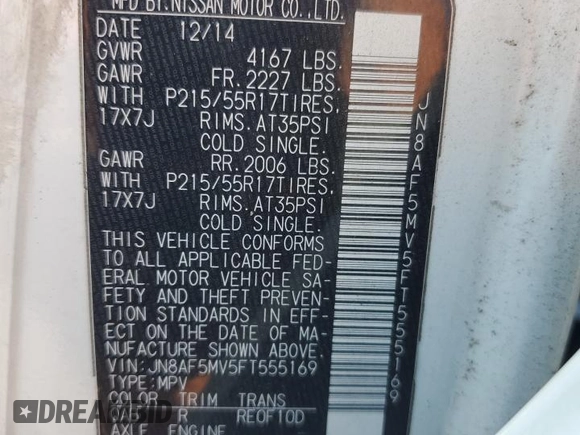 MFD BY:NISSAN MOTOR CO.,LTD.
DATE 12/14
GVWR 4167 LBS.
GAWR FR.2227 LBS.
WITH P215/55R17TIRES,
17X7J RIMS.AT35PSI
COLD SINGLE.
GAWR RR.2006 LBS.
WITH P215/55R17TIRES,
17X7J RIMS.AT35PSI
COLD SINGLE.
THIS VEHICLE CONFORMS
TO ALL APPLICABLE FED-
ERAL MOTOR VEHICLE SA-
FETY AND THEFT PREVEN-
TION STANDARDS IN EFF-
ECT ON THE DATE OF MA-
NUFACTURE SHOWN ABOVE.
VIN:JN8AF5MV5FT555169
TYPE:MPV
COLOR TRIM TRANS
R RE0F10D
AXLE ENGINE
JN8AF5MV5FT555169
DREAMBID